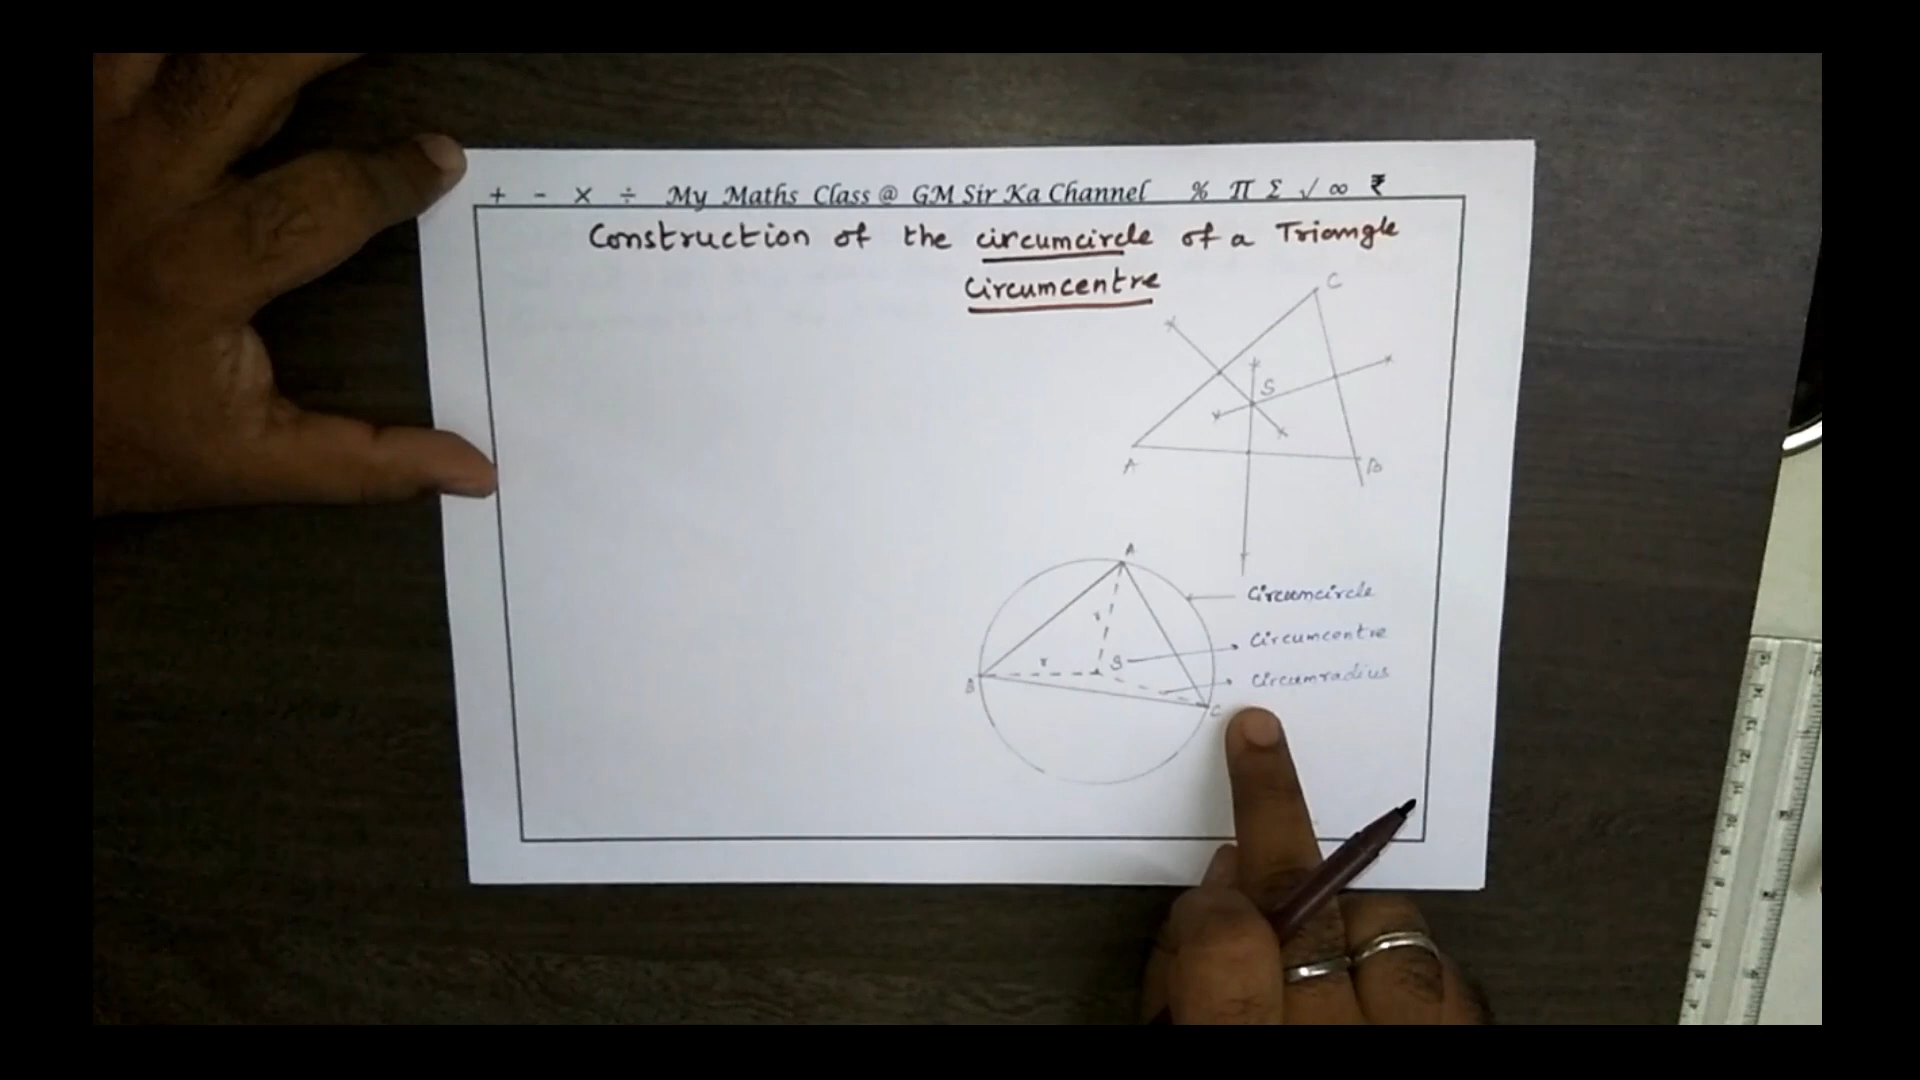 + - × ÷ My Maths Class @ GM Sir Ka Channel % Π Σ √ ∞ ₹
Construction of the circumcircle of a Triangle
Circumcentre
C
S
A
B
A
Circumcircle
r
Circumcentre
r
S
Circumradius
B
C